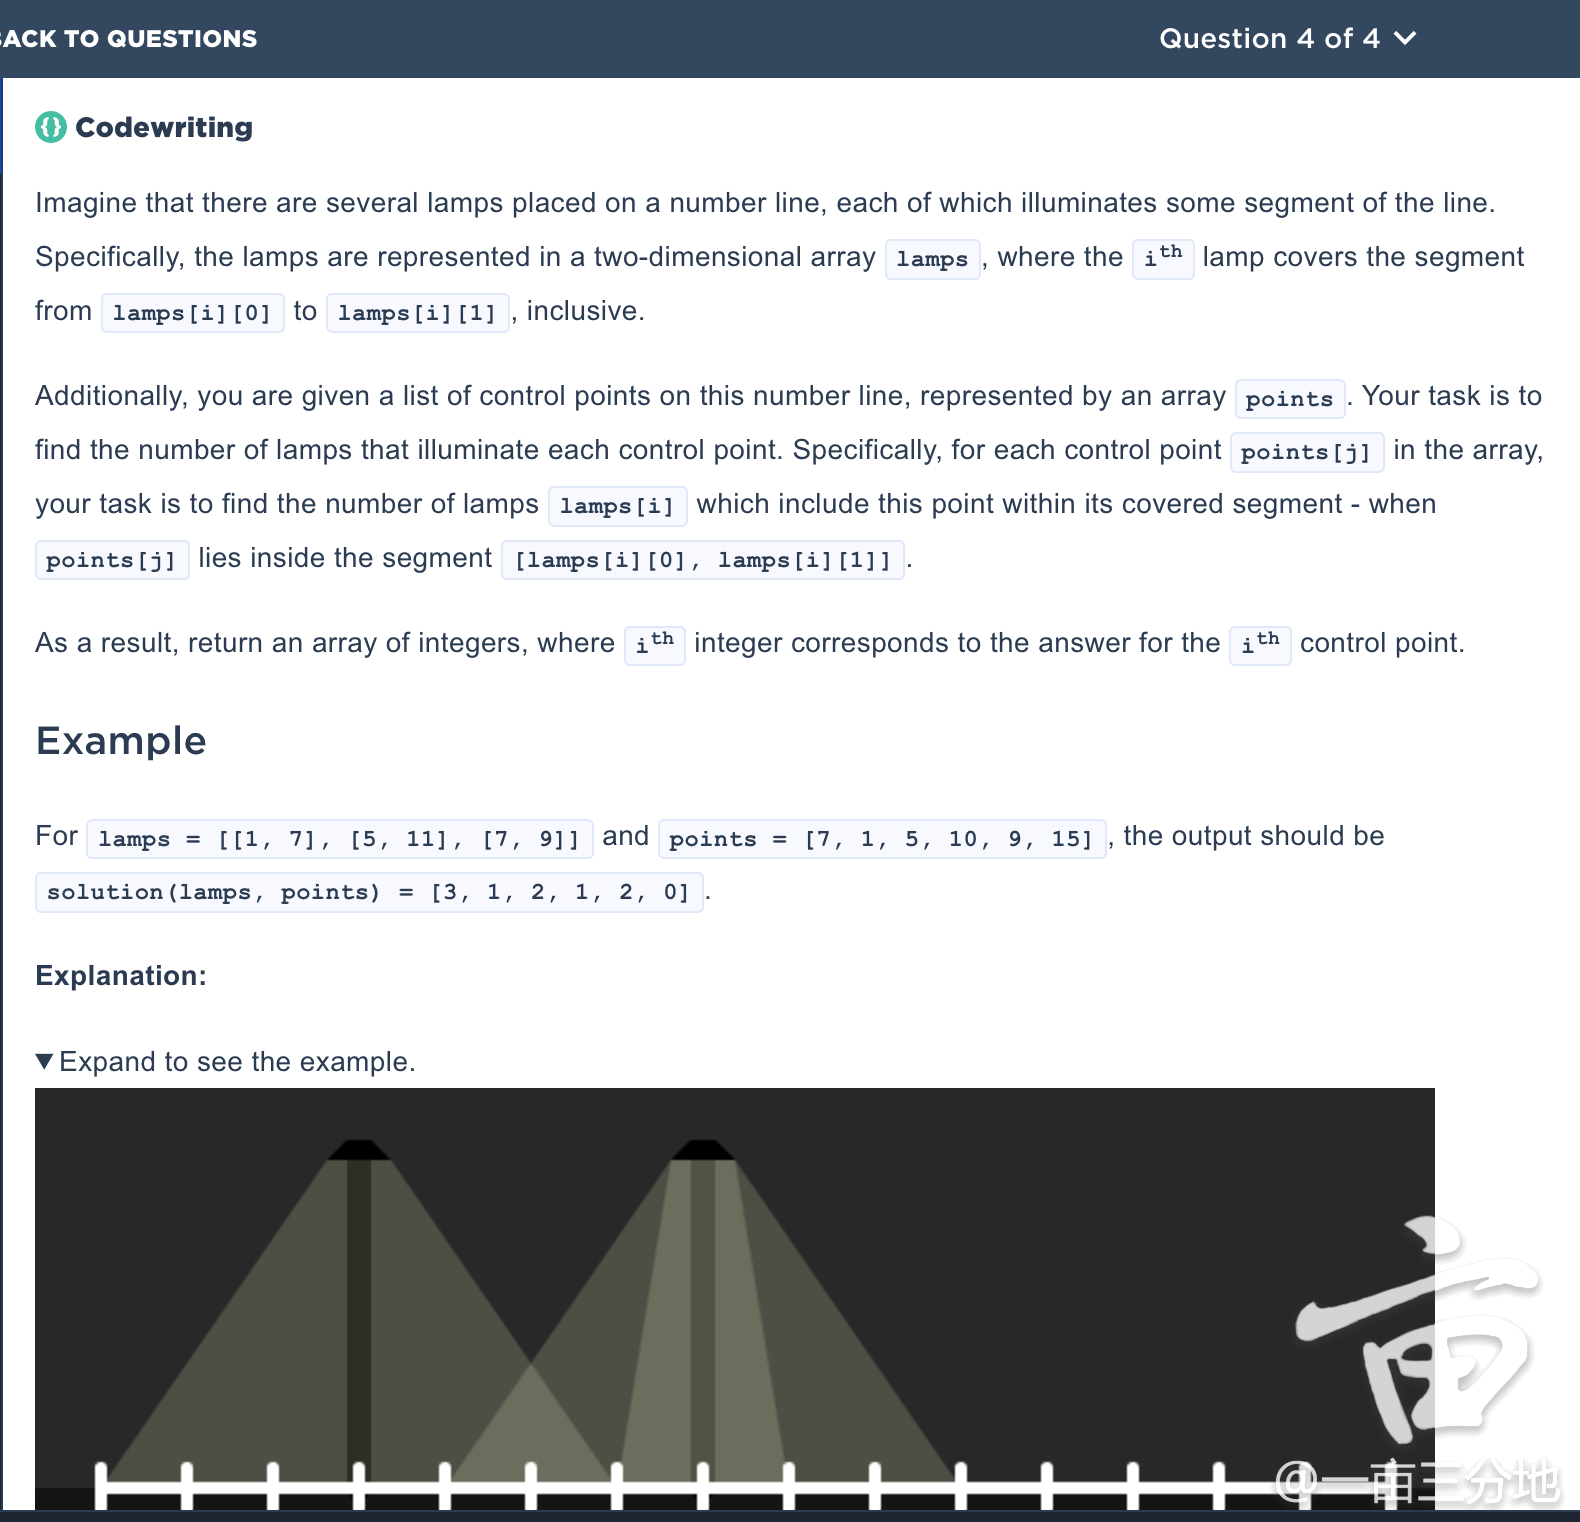 BACK TO QUESTIONS
Question 4 of 4
{} Codewriting
Imagine that there are several lamps placed on a number line, each of which illuminates some segment of the line.
Specifically, the lamps are represented in a two-dimensional array lamps, where the i^th lamp covers the segment
from lamps[i][0] to lamps[i][1], inclusive.
Additionally, you are given a list of control points on this number line, represented by an array points. Your task is to
find the number of lamps that illuminate each control point. Specifically, for each control point points[j] in the array,
your task is to find the number of lamps lamps[i] which include this point within its covered segment - when
points[j] lies inside the segment [lamps[i][0], lamps[i][1]].
As a result, return an array of integers, where i^th integer corresponds to the answer for the i^th control point.
Example
For lamps = [[1, 7], [5, 11], [7, 9]] and points = [7, 1, 5, 10, 9, 15], the output should be
solution(lamps, points) = [3, 1, 2, 1, 2, 0].
Explanation:
▼ Expand to see the example.
亩
@一亩三分地